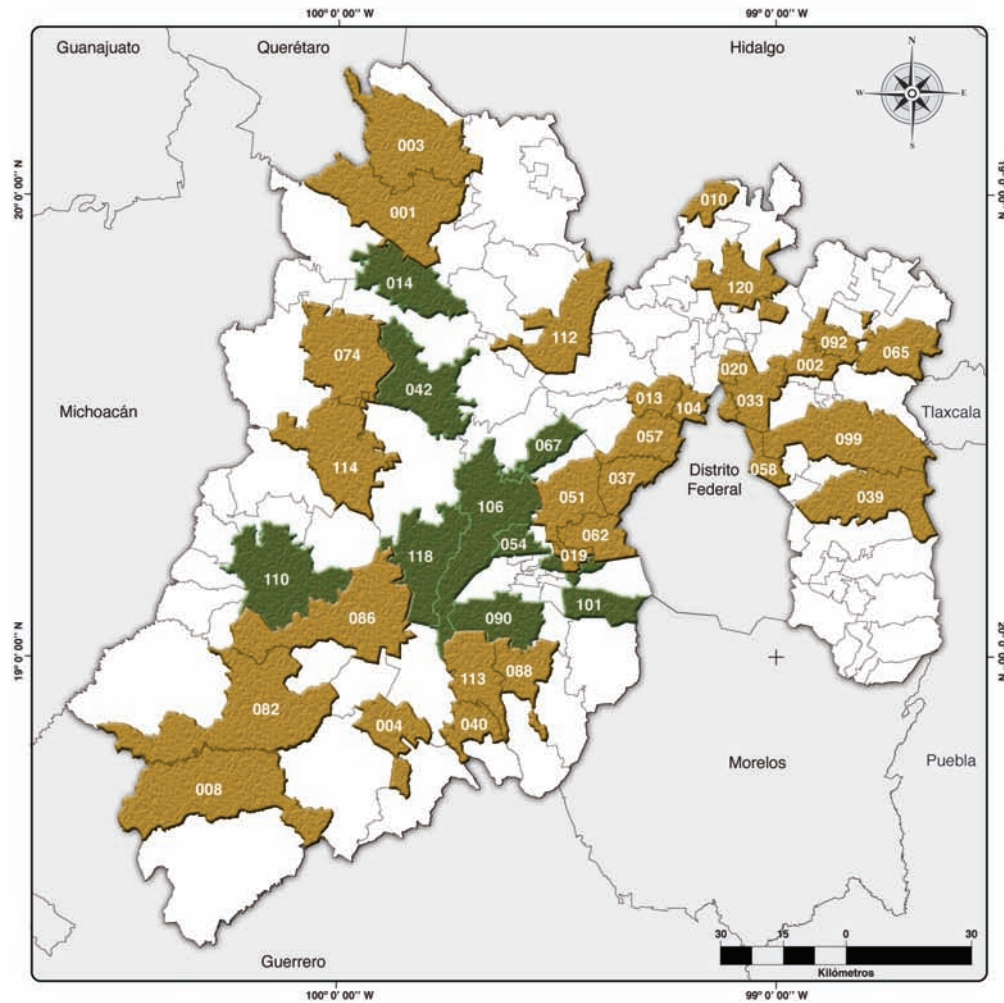 100° 0' 00'' W
99° 0' 00'' W
Guanajuato
Querétaro
Hidalgo
N
W
E
S
003
20° 0' 00'' N
001
010
014
120
112
074
092
002
065
020
042
013
104
033
Michoacán
Tlaxcala
067
057
099
114
Distrito
Federal
058
037
051
106
039
054
062
118
019
110
101
086
090
19° 0' 00'' N
088
113
082
004
040
008
Morelos
Puebla
30
15
0
30
Kilómetros
Guerrero
100° 0' 00'' W
99° 0' 00'' W